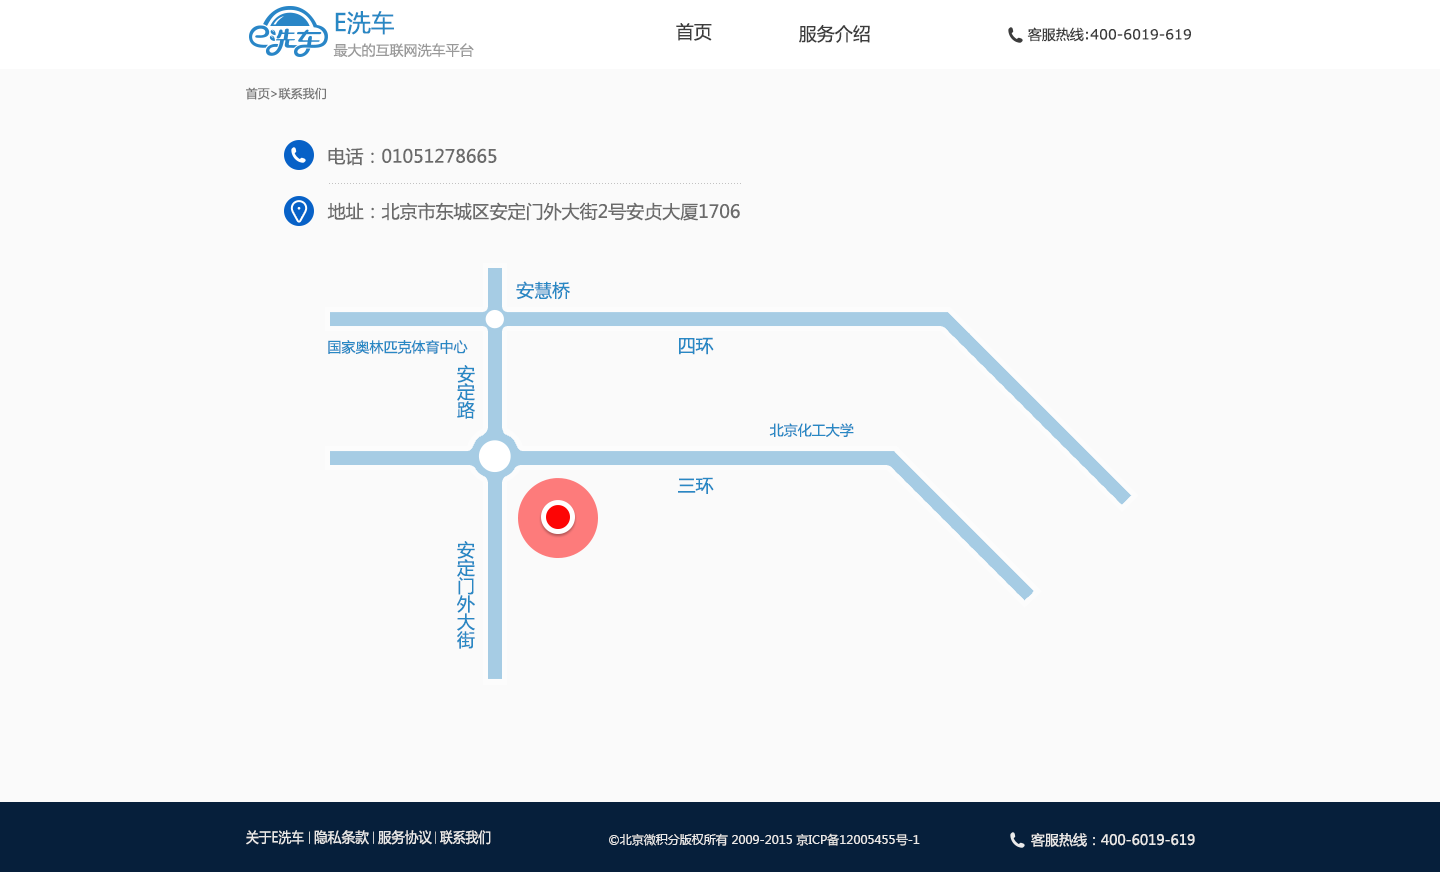 e洗车
E洗车
最大的互联网洗车平台
首页
服务介绍
客服热线:400-6019-619
首页>联系我们
电话：01051278665
地址：北京市东城区安定门外大街2号安贞大厦1706
安慧桥
国家奥林匹克体育中心
四环
安定路
北京化工大学
三环
安定门外大街
关于E洗车 | 隐私条款 | 服务协议 | 联系我们
©北京微积分版权所有 2009-2015 京ICP备12005455号-1
客服热线：400-6019-619